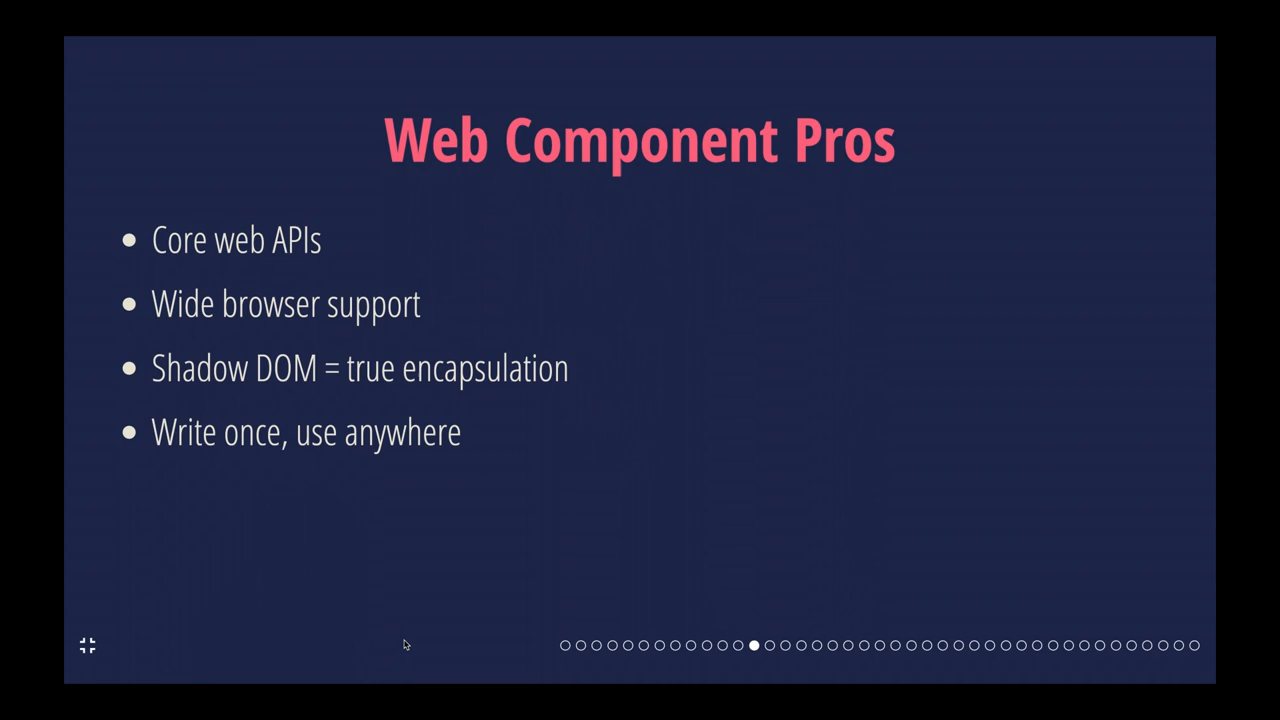 Web Component Pros
Core web APIs
Wide browser support
Shadow DOM = true encapsulation
Write once, use anywhere